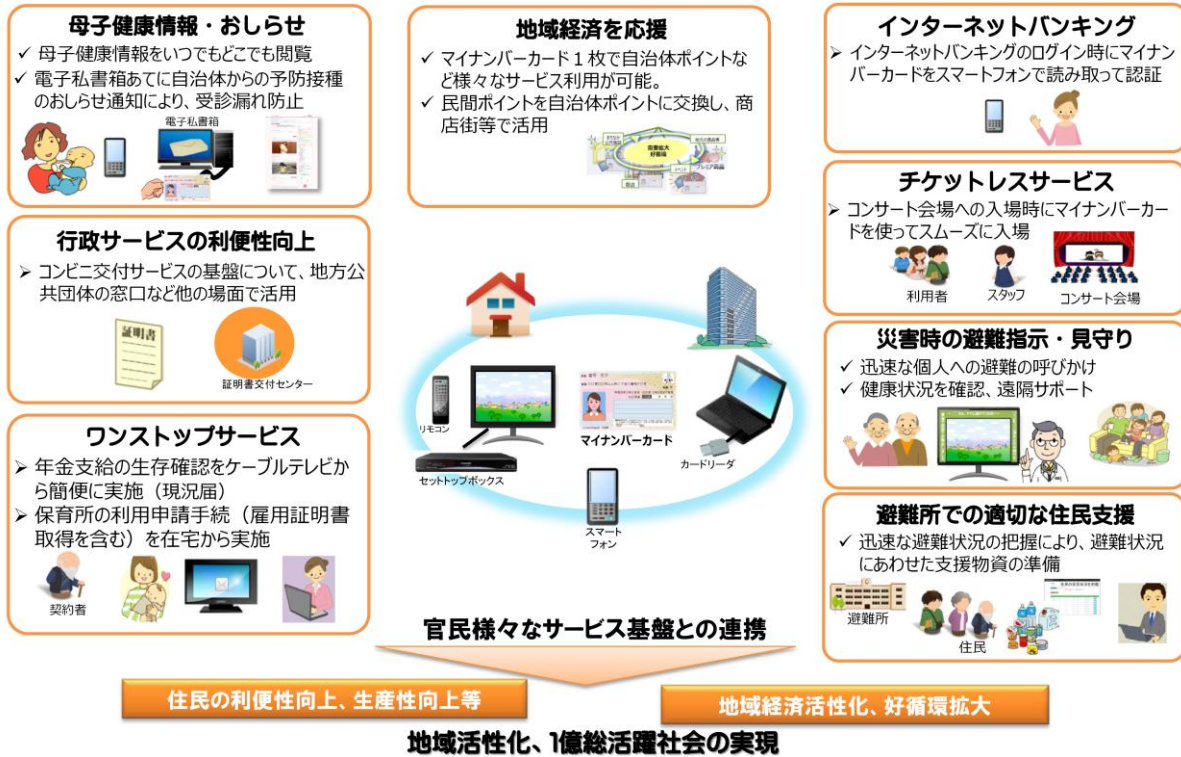 母子健康情報・おしらせ
✓ 母子健康情報をいつでもどこでも閲覧
✓ 電子私書箱あてに自治体からの予防接種
のおしらせ通知により、受診漏れ防止
電子私書箱
地域経済を応援
✓ マイナンバーカード１枚で自治体ポイントな
ど様々なサービス利用が可能。
✓ 民間ポイントを自治体ポイントに交換し、商
店街等で活用
インターネットバンキング
➢ インターネットバンキングのログイン時にマイナン
バーカードをスマートフォンで読み取って認証
チケットレスサービス
➢ コンサート会場への入場時にマイナンバーカー
ドを使ってスムーズに入場
利用者
スタッフ
コンサート会場
行政サービスの利便性向上
➢ コンビニ交付サービスの基盤について、地方公
共団体の窓口など他の場面で活用
証明書
証明書交付センター
災害時の避難指示・見守り
✓ 迅速な個人への避難の呼びかけ
✓ 健康状況を確認、遠隔サポート
リモコン
マイナンバーカード
カードリーダ
セットトップボックス
スマート
フォン
ワンストップサービス
➢ 年金支給の生存確認をケーブルテレビか
ら簡便に実施（現況届）
➢ 保育所の利用申請手続（雇用証明書
取得を含む）を在宅から実施
契約者
避難所での適切な住民支援
✓ 迅速な避難状況の把握により、避難状況
にあわせた支援物資の準備
避難所
住民
官民様々なサービス基盤との連携
住民の利便性向上、生産性向上等
地域経済活性化、好循環拡大
地域活性化、1億総活躍社会の実現